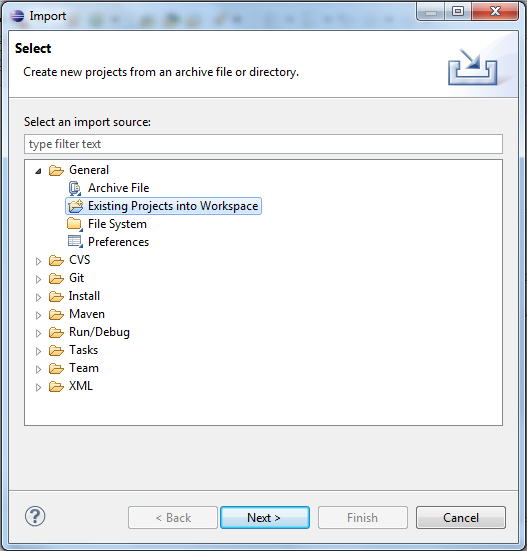 Import
Select
Create new projects from an archive file or directory.
Select an import source:
type filter text
General
Archive File
Existing Projects into Workspace
File System
Preferences
CVS
Git
Install
Maven
Run/Debug
Tasks
Team
XML
?
< Back
Next >
Finish
Cancel